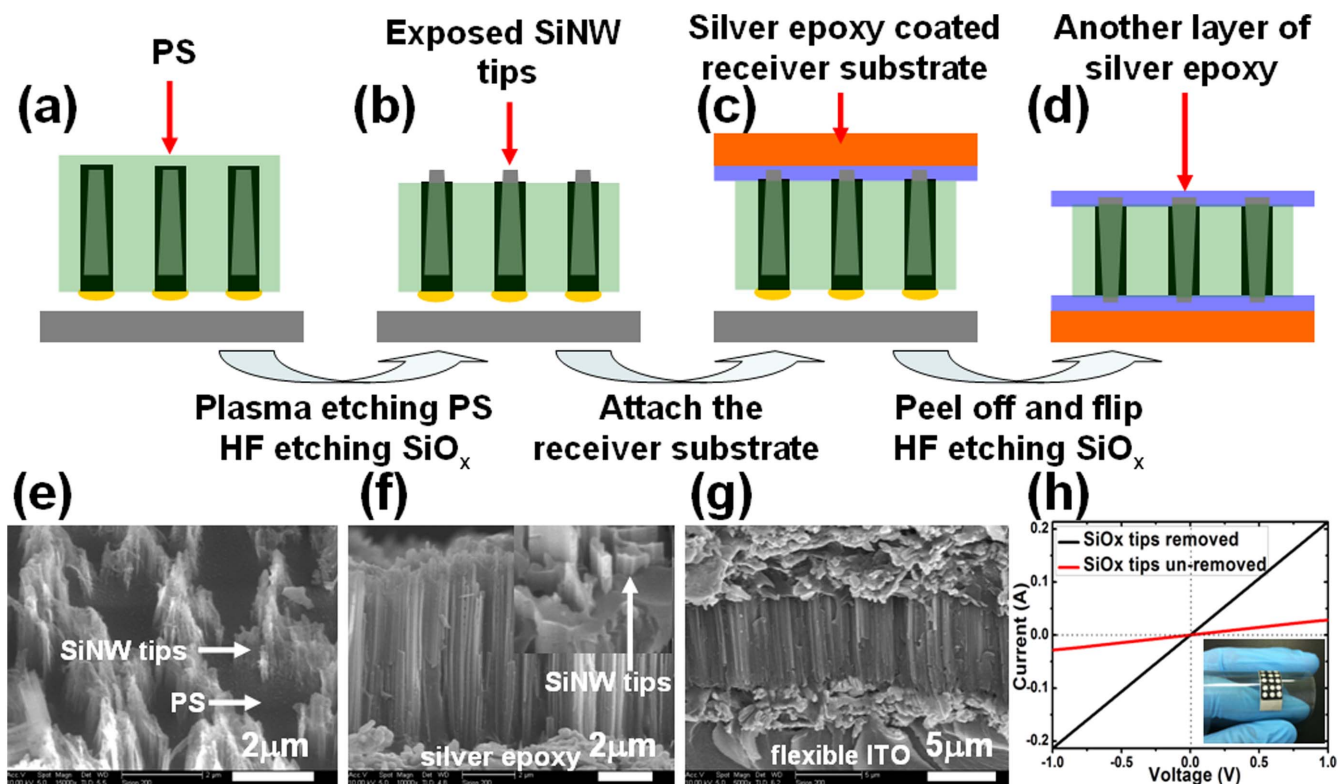 PS
Exposed SiNW
tips
Silver epoxy coated
receiver substrate
Another layer of
silver epoxy
(a)
(b)
(c)
(d)
Plasma etching PS
HF etching SiOx
Attach the
receiver substrate
Peel off and flip
HF etching SiOx
(e)
(f)
(g)
(h)
SiNW tips
PS
2μm
SiNW tips
silver epoxy
2μm
flexible ITO
5μm
SiOx tips removed
SiOx tips un-removed
Current (A)
0.2
0.1
0.0
-0.1
-0.2
-1.0
-0.5
0.0
0.5
1.0
Voltage (V)